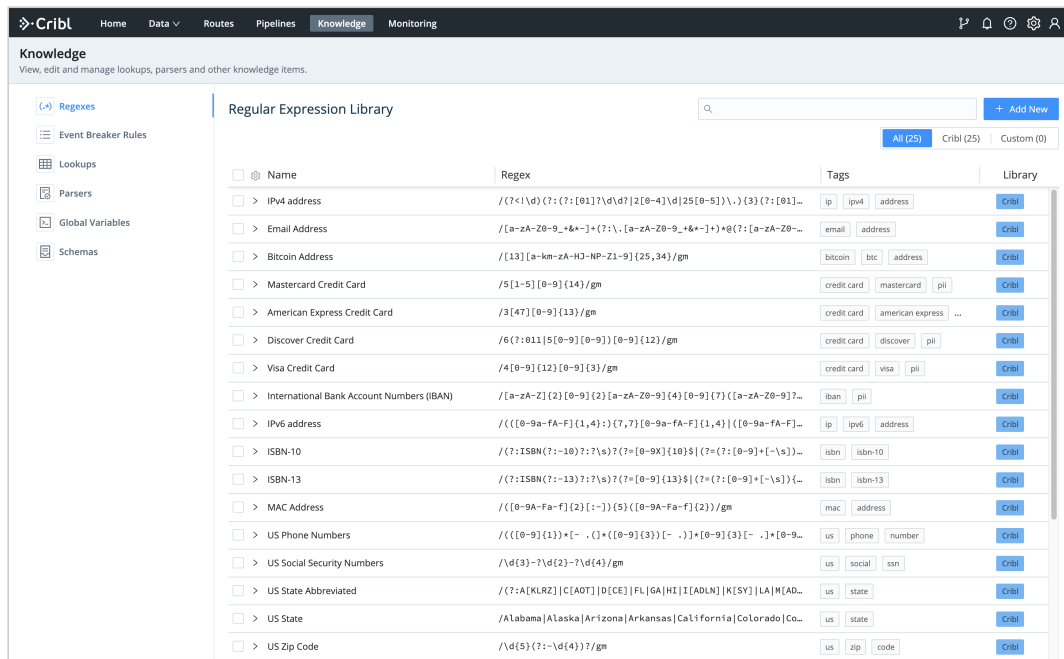 Cribl Home Data Routes Pipelines Knowledge Monitoring
Knowledge
View, edit and manage lookups, parsers and other knowledge items.
(.*) Regexes
Event Breaker Rules
Lookups
Parsers
Global Variables
Schemas
Regular Expression Library
+ Add New
All (25) Cribl (25) Custom (0)
Name Regex Tags Library
> IPv4 address /(?<!\d)(?:(?:[01]?\d\d?|2[0-4]\d|25[0-5])\.){3}(?:[01]… ip ipv4 address Cribl
> Email Address /[a-zA-Z0-9_+&*-]+(?:\.[a-zA-Z0-9_+&*-]+)*@(?:[a-zA-Z0-… email address Cribl
> Bitcoin Address /[13][a-km-zA-HJ-NP-Z1-9]{25,34}/gm bitcoin btc address Cribl
> Mastercard Credit Card /5[1-5][0-9]{14}/gm credit card mastercard pii Cribl
> American Express Credit Card /3[47][0-9]{13}/gm credit card american express … Cribl
> Discover Credit Card /6(?:011|5[0-9][0-9])[0-9]{12}/gm credit card discover pii Cribl
> Visa Credit Card /4[0-9]{12}[0-9]{3}/gm credit card visa pii Cribl
> International Bank Account Numbers (IBAN) /[a-zA-Z]{2}[0-9]{2}[a-zA-Z0-9]{4}[0-9]{7}([a-zA-Z0-9]?… iban pii Cribl
> IPv6 address /(([0-9a-fA-F]{1,4}:){7,7}[0-9a-fA-F]{1,4}|([0-9a-fA-F]… ip ipv6 address Cribl
> ISBN-10 /(?:ISBN(?:-10)?:?\s)?(?=[0-9X]{10}$|(?=(?:[0-9]+[-\s])… isbn isbn-10 Cribl
> ISBN-13 /(?:ISBN(?:-13)?:?\s)?(?=[0-9]{13}$|(?=(?:[0-9]+[-\s]){… isbn isbn-13 Cribl
> MAC Address /([0-9A-Fa-f]{2}[:-]){5}([0-9A-Fa-f]{2})/gm mac address Cribl
> US Phone Numbers /(([0-9]{1})*[- .(]*([0-9]{3})[- .)]*[0-9]{3}[- .]*[0-9… us phone number Cribl
> US Social Security Numbers /\d{3}-?\d{2}-?\d{4}/gm us social ssn Cribl
> US State Abbreviated /(?:A[KLRZ]|C[AOT]|D[CE]|FL|GA|HI|I[ADLN]|K[SY]|LA|M[AD… us state Cribl
> US State /Alabama|Alaska|Arizona|Arkansas|California|Colorado|Co… us state Cribl
> US Zip Code /\d{5}(?:-\d{4})?/gm us zip code Cribl